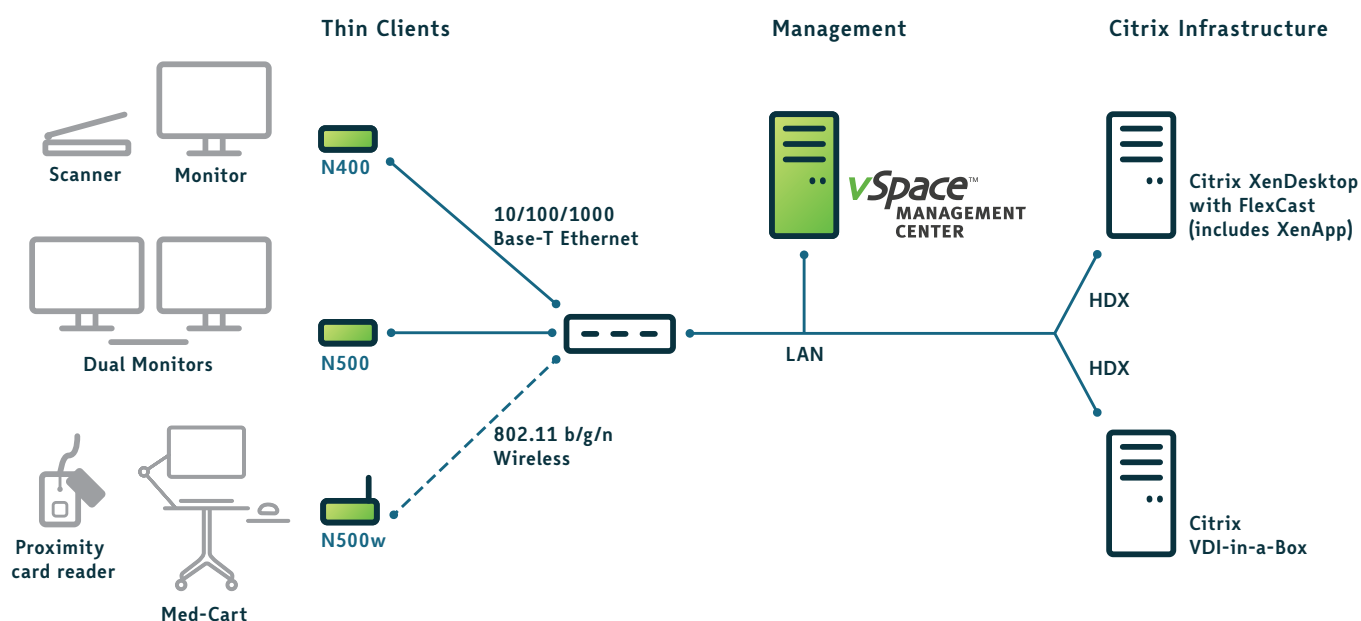 Thin Clients
Management
Citrix Infrastructure
Scanner
Monitor
N400
10/100/1000
Base-T Ethernet
vSpace™
MANAGEMENT
CENTER
Citrix XenDesktop
with FlexCast
(includes XenApp)
Dual Monitors
N500
LAN
HDX
HDX
802.11 b/g/n
Wireless
Proximity
card reader
Med-Cart
N500w
Citrix
VDI-in-a-Box